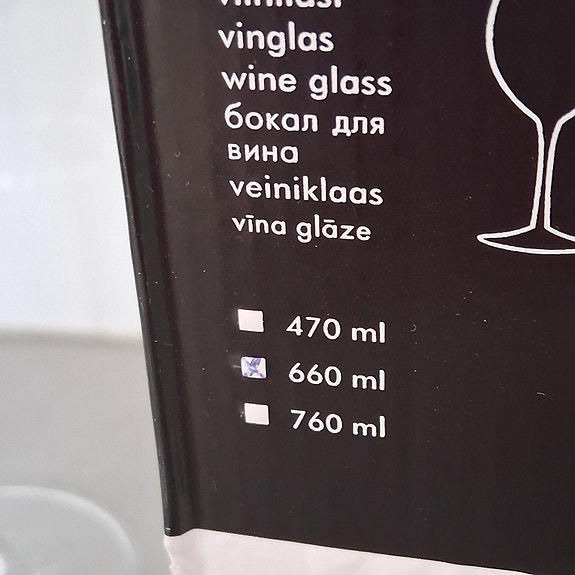 vinglas
wine glass
бокал для
вина
veiniklaas
vīna glāze
470 ml
660 ml
760 ml